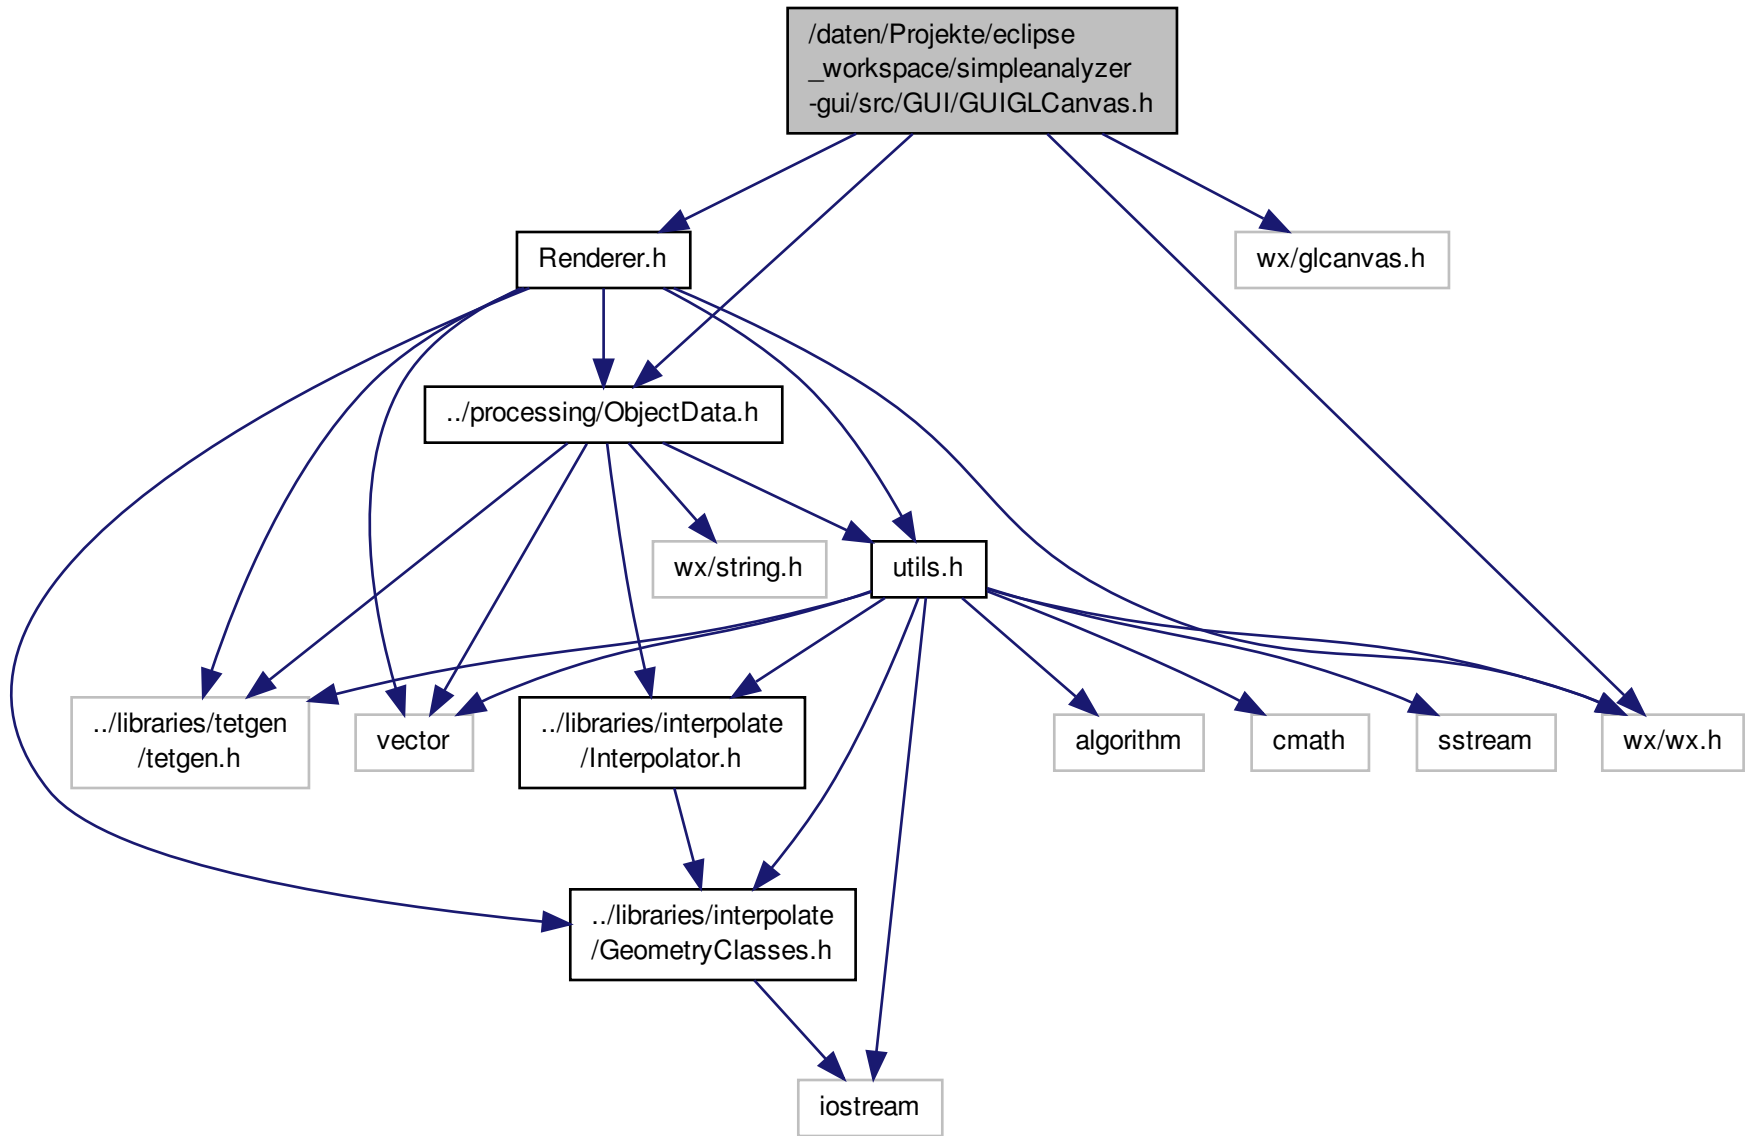 /daten/Projekte/eclipse
_workspace/simpleanalyzer
-gui/src/GUI/GUIGLCanvas.h
Renderer.h
wx/glcanvas.h
../processing/ObjectData.h
wx/string.h
utils.h
../libraries/tetgen
/tetgen.h
vector
../libraries/interpolate
/Interpolator.h
algorithm
cmath
sstream
wx/wx.h
../libraries/interpolate
/GeometryClasses.h
iostream